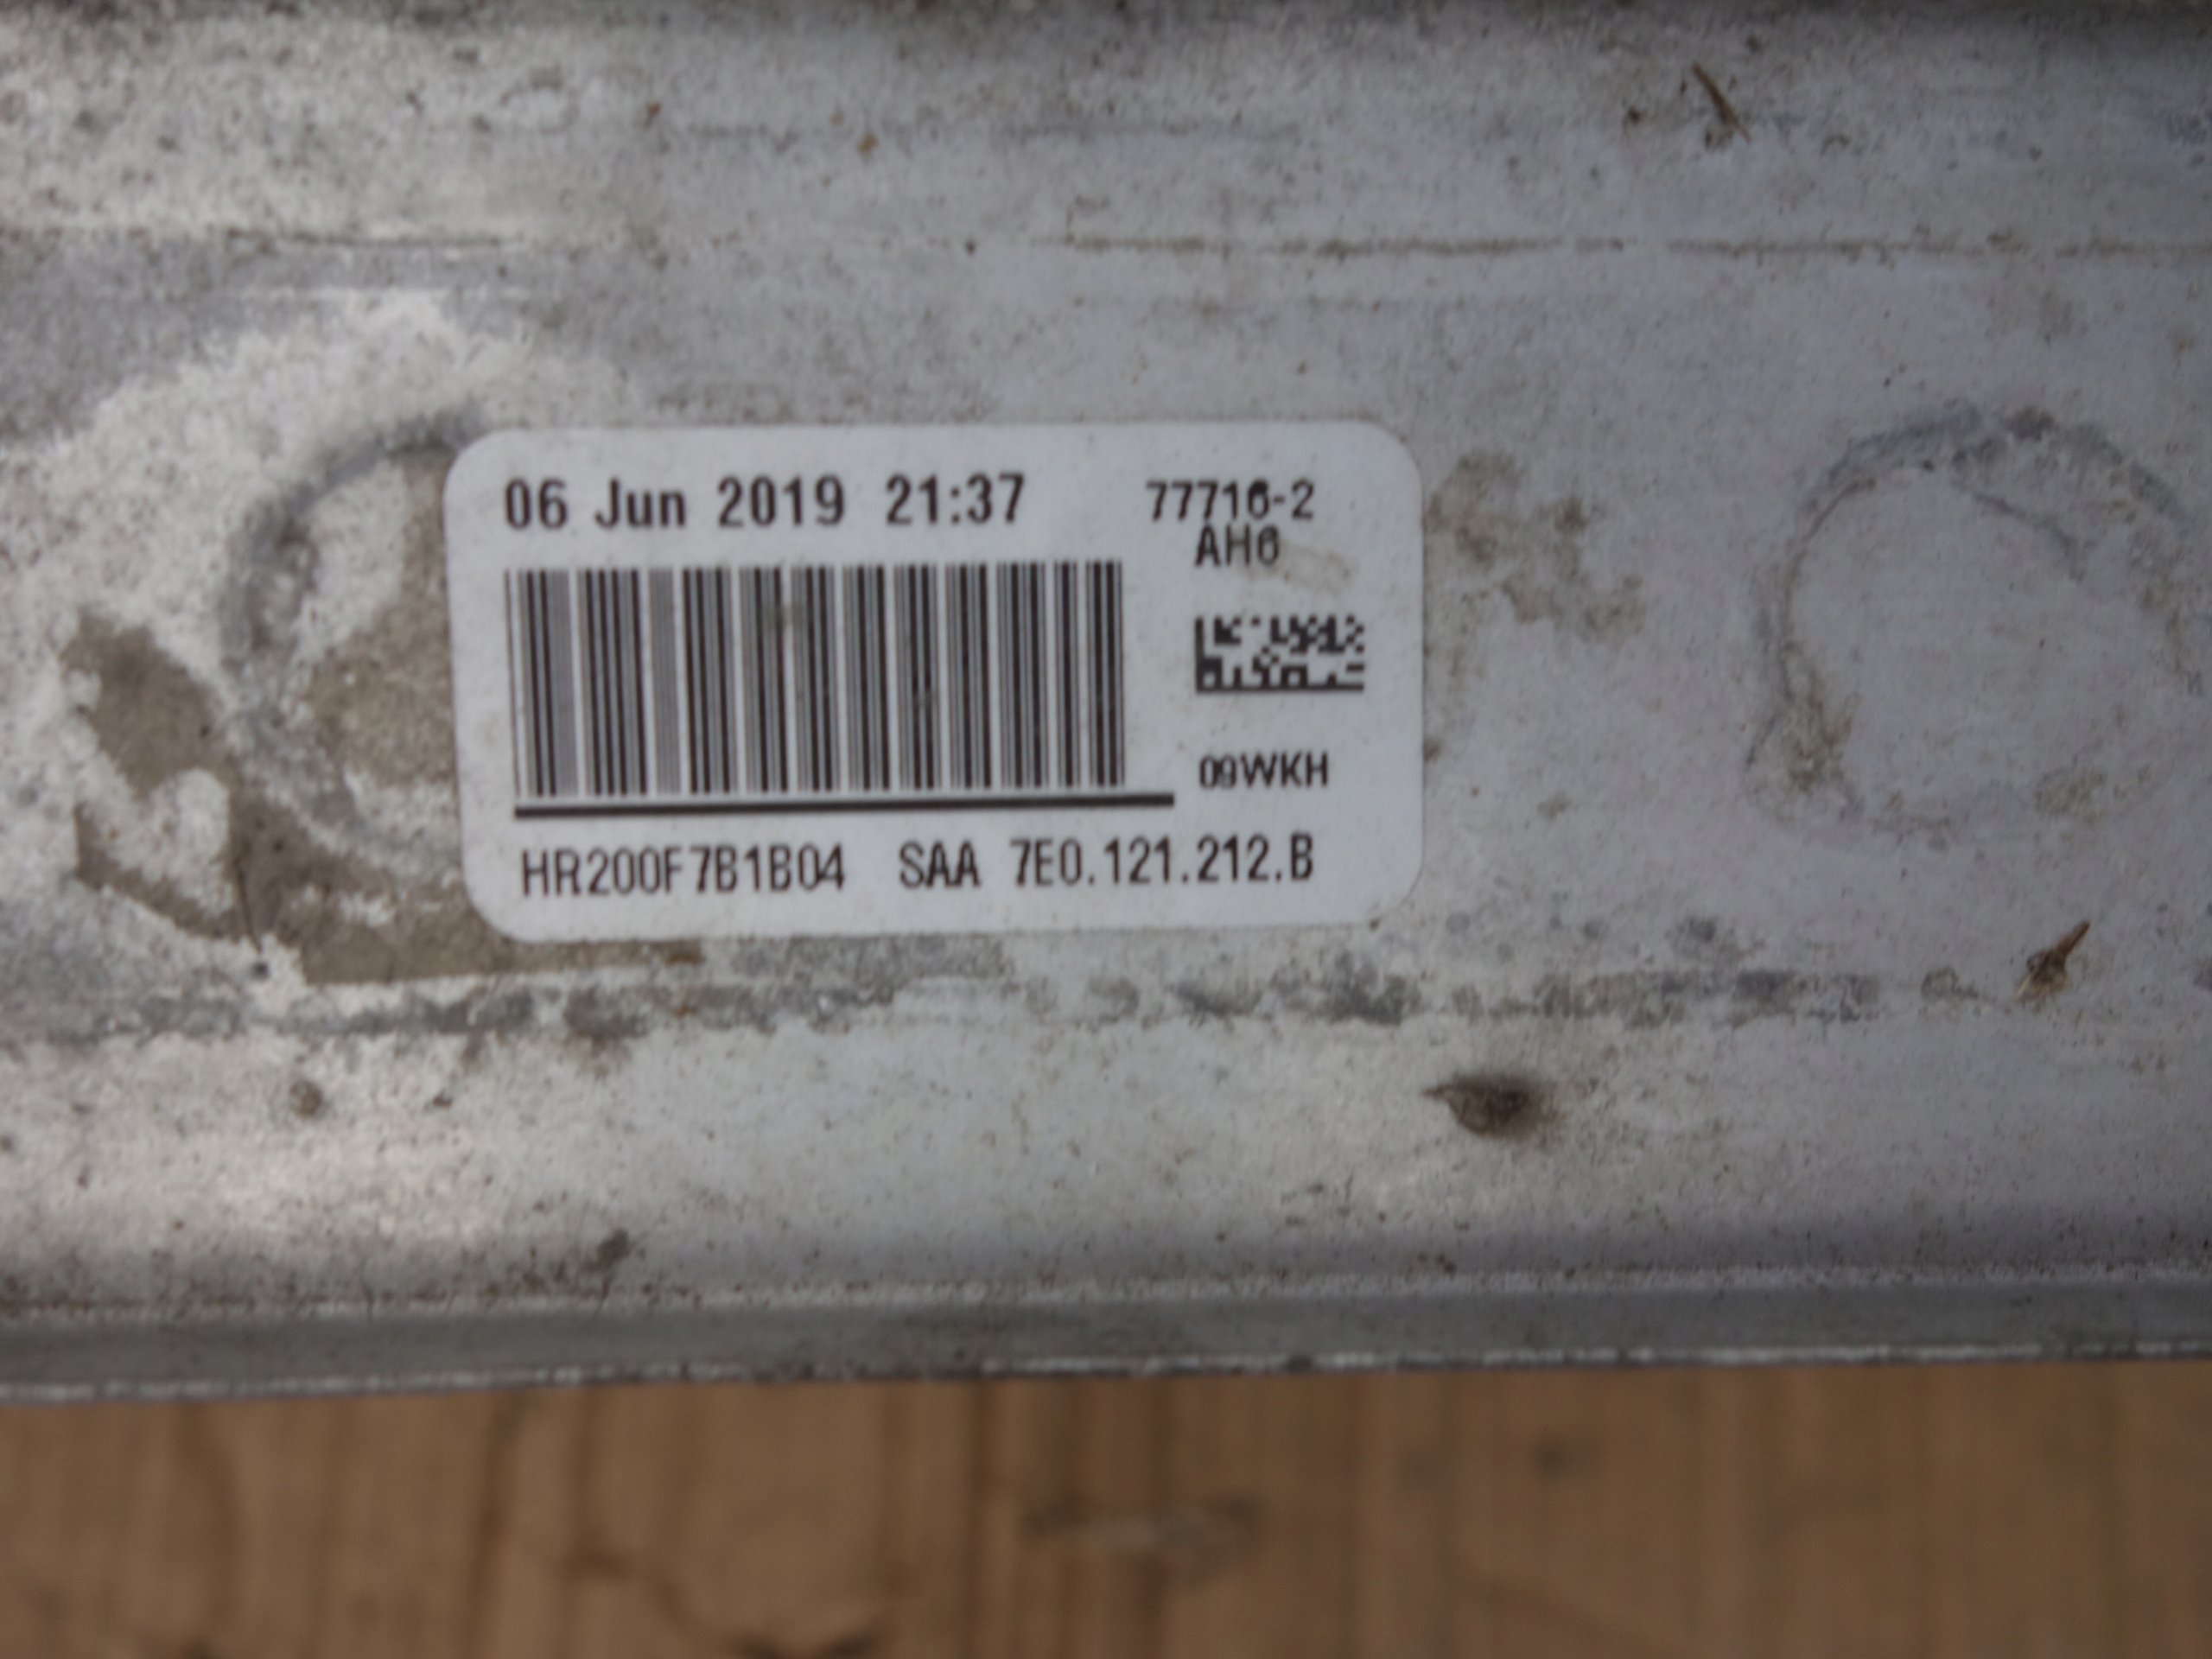 06 Jun 2019 21:37 77716-2
AH6
09WKH
HR200F7B1B04 SAA 7E0.121.212.B